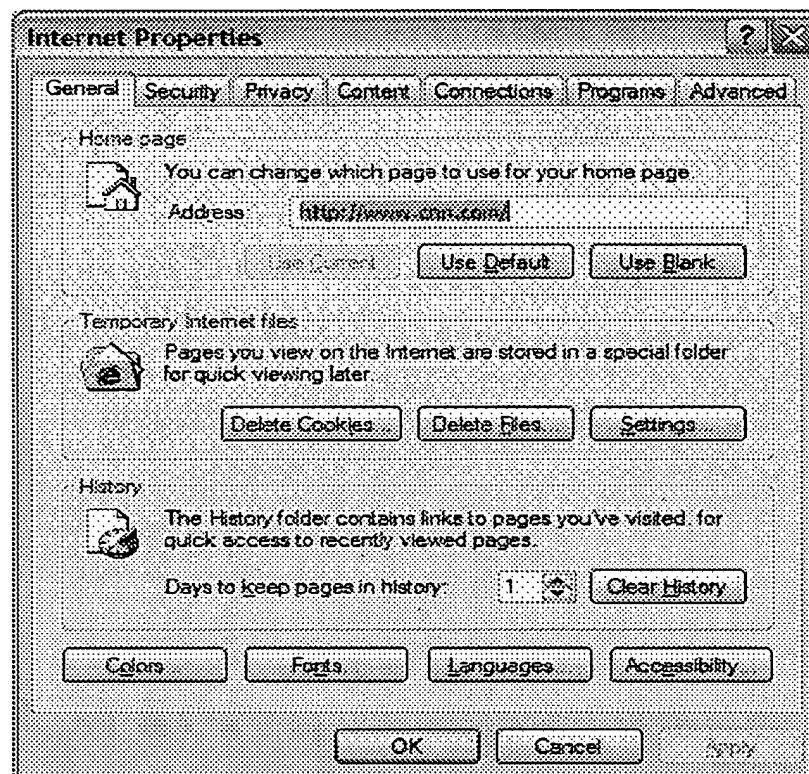 Internet Properties
General Security Privacy Content Connections Programs Advanced
Home page
You can change which page to use for your home page.
Address: http://www.cnn.com/
Use Current Use Default Use Blank
Temporary Internet files
Pages you view on the Internet are stored in a special folder
for quick viewing later.
Delete Cookies... Delete Files... Settings...
History
The History folder contains links to pages you've visited, for
quick access to recently viewed pages.
Days to keep pages in history: 1 Clear History
Colors... Fonts... Languages... Accessibility...
OK Cancel Apply